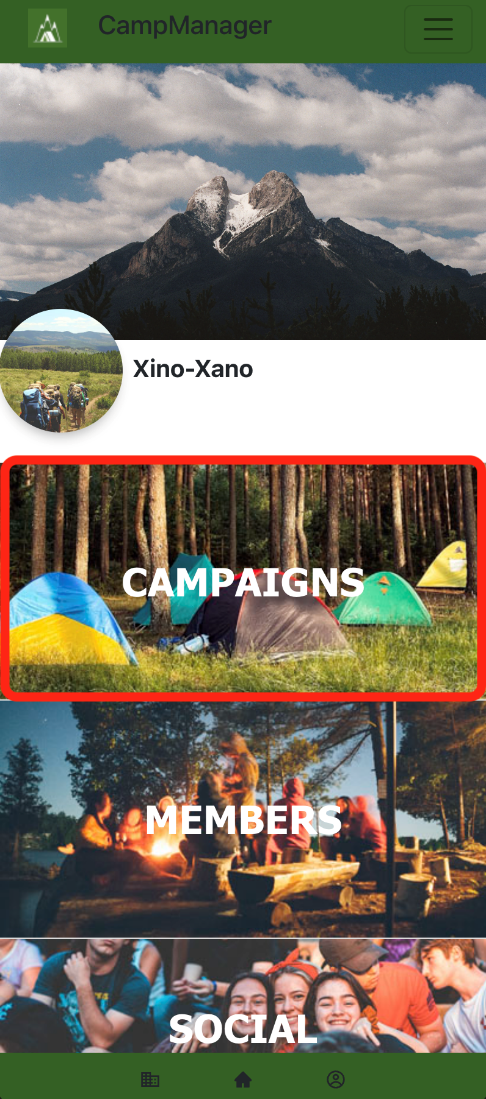 CampManager
Xino-Xano
CAMPAIGNS
MEMBERS
SOCIAL